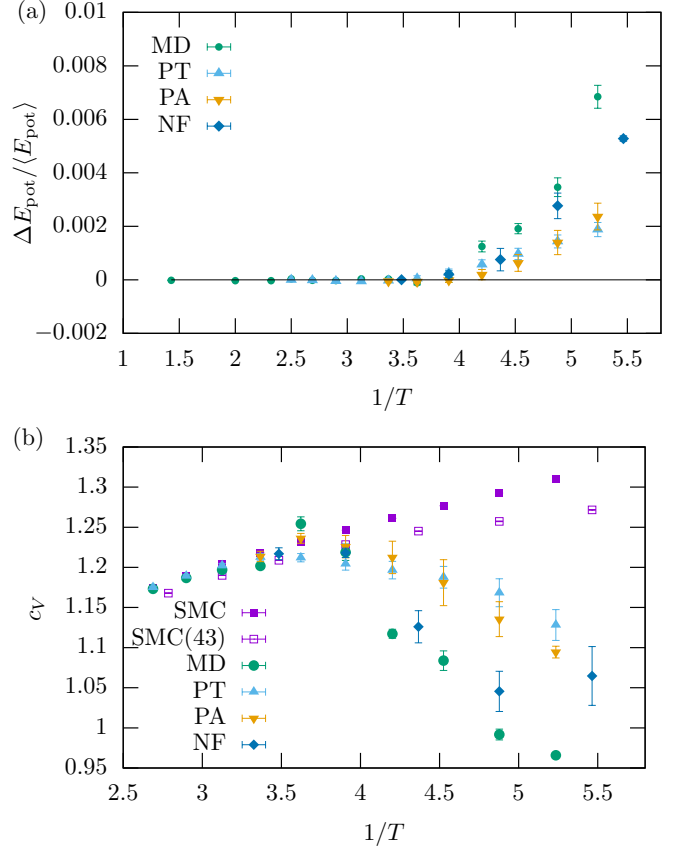 (a)
0.01
0.008
0.006
0.004
0.002
0
−0.002
ΔE_pot/⟨E_pot⟩
MD
PT
PA
NF
1 1.5 2 2.5 3 3.5 4 4.5 5 5.5
1/T
(b)
1.35
1.3
1.25
1.2
1.15
1.1
1.05
1
0.95
c_V
SMC
SMC(43)
MD
PT
PA
NF
2.5 3 3.5 4 4.5 5 5.5
1/T